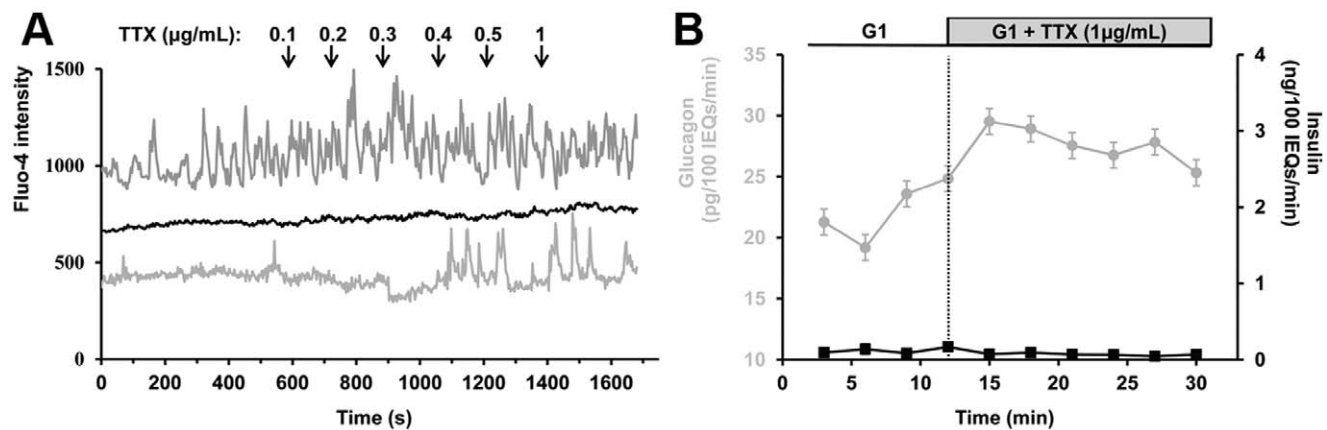 A
TTX (µg/mL): 0.1 0.2 0.3 0.4 0.5 1
1500
1000
500
0
Fluo-4 intensity
0 200 400 600 800 1000 1200 1400 1600
Time (s)
B
G1 G1 + TTX (1µg/mL)
35
30
25
20
15
10
Glucagon
(pg/100 IEQs/min)
4
3
2
1
0
Insulin
(ng/100 IEQs/min)
0 5 10 15 20 25 30
Time (min)